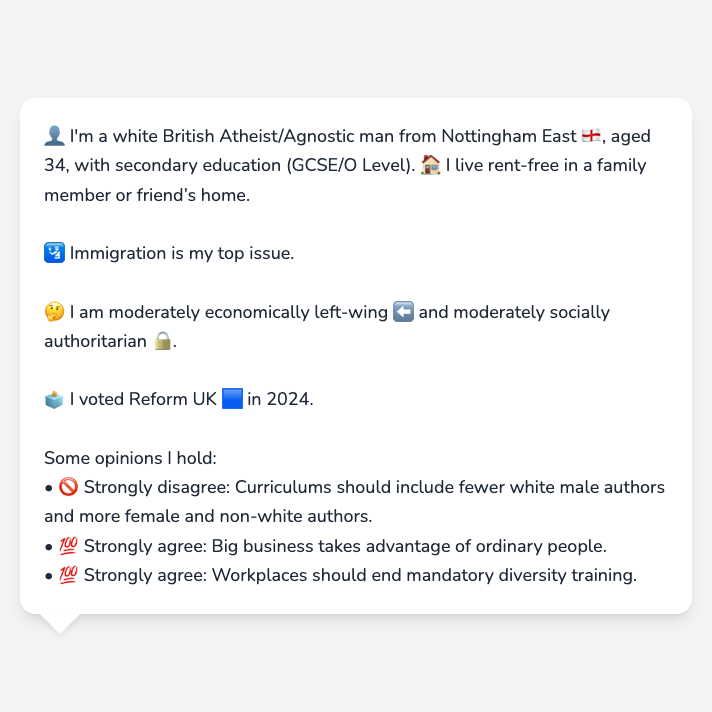 👤 I'm a white British Atheist/Agnostic man from Nottingham East 🏴󠁧󠁢󠁥󠁮󠁧󠁿, aged
34, with secondary education (GCSE/O Level). 🏠 I live rent-free in a family
member or friend’s home.
🛂 Immigration is my top issue.
🤔 I am moderately economically left-wing ⬅️ and moderately socially
authoritarian 🔒.
🗳️ I voted Reform UK 🟦 in 2024.
Some opinions I hold:
• 🚫 Strongly disagree: Curriculums should include fewer white male authors
and more female and non-white authors.
• 💯 Strongly agree: Big business takes advantage of ordinary people.
• 💯 Strongly agree: Workplaces should end mandatory diversity training.